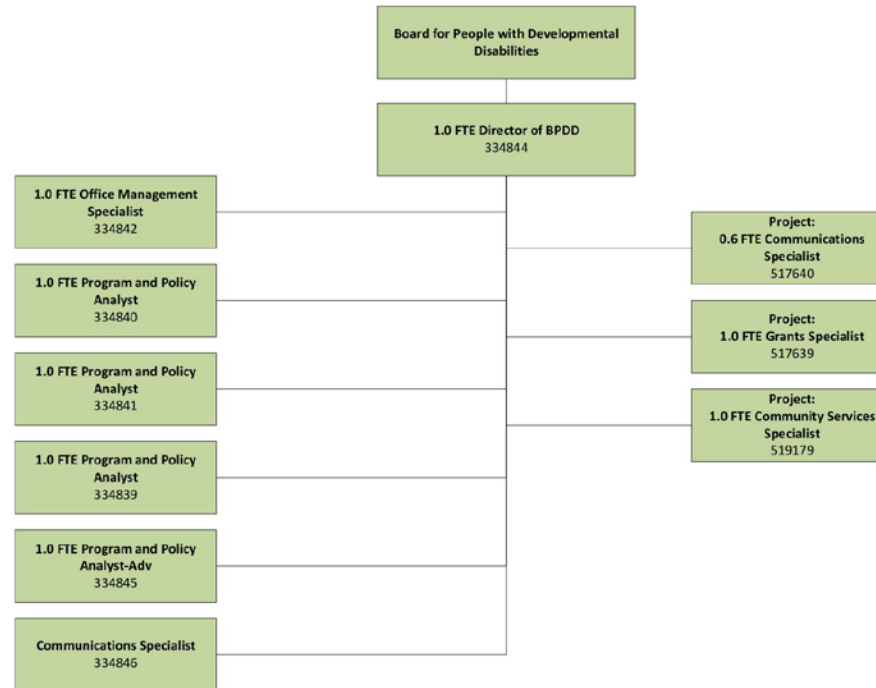 Board for People with Developmental
Disabilities
1.0 FTE Director of BPDD
334844
1.0 FTE Office Management
Specialist
334842
1.0 FTE Program and Policy
Analyst
334840
1.0 FTE Program and Policy
Analyst
334841
1.0 FTE Program and Policy
Analyst
334839
1.0 FTE Program and Policy
Analyst-Adv
334845
Communications Specialist
334846
Project:
0.6 FTE Communications
Specialist
517640
Project:
1.0 FTE Grants Specialist
517639
Project:
1.0 FTE Community Services
Specialist
519179